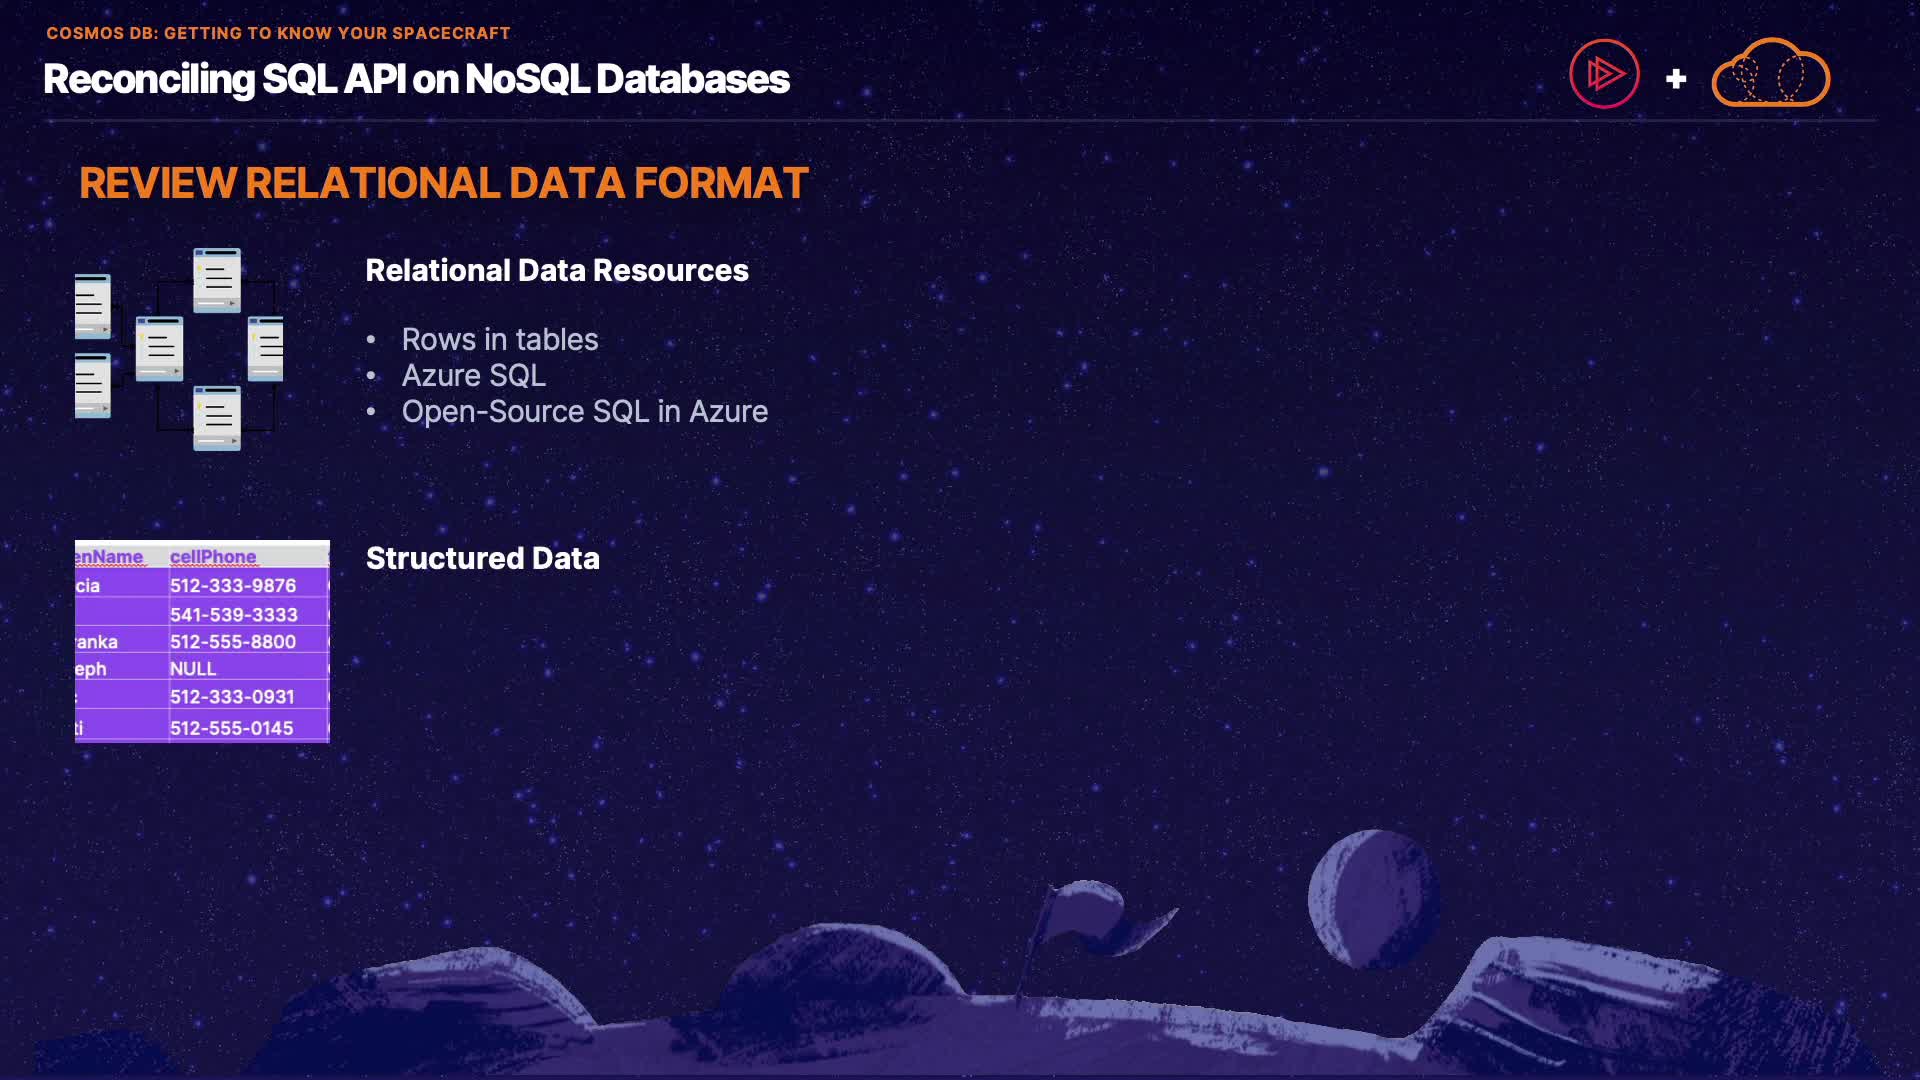 COSMOS DB: GETTING TO KNOW YOUR SPACECRAFT
Reconciling SQL API on NoSQL Databases
REVIEW RELATIONAL DATA FORMAT
Relational Data Resources
• Rows in tables
• Azure SQL
• Open-Source SQL in Azure
Structured Data
enName cellPhone
cia 512-333-9876
541-539-3333
ranka 512-555-8800
eph NULL
512-333-0931
ti 512-555-0145